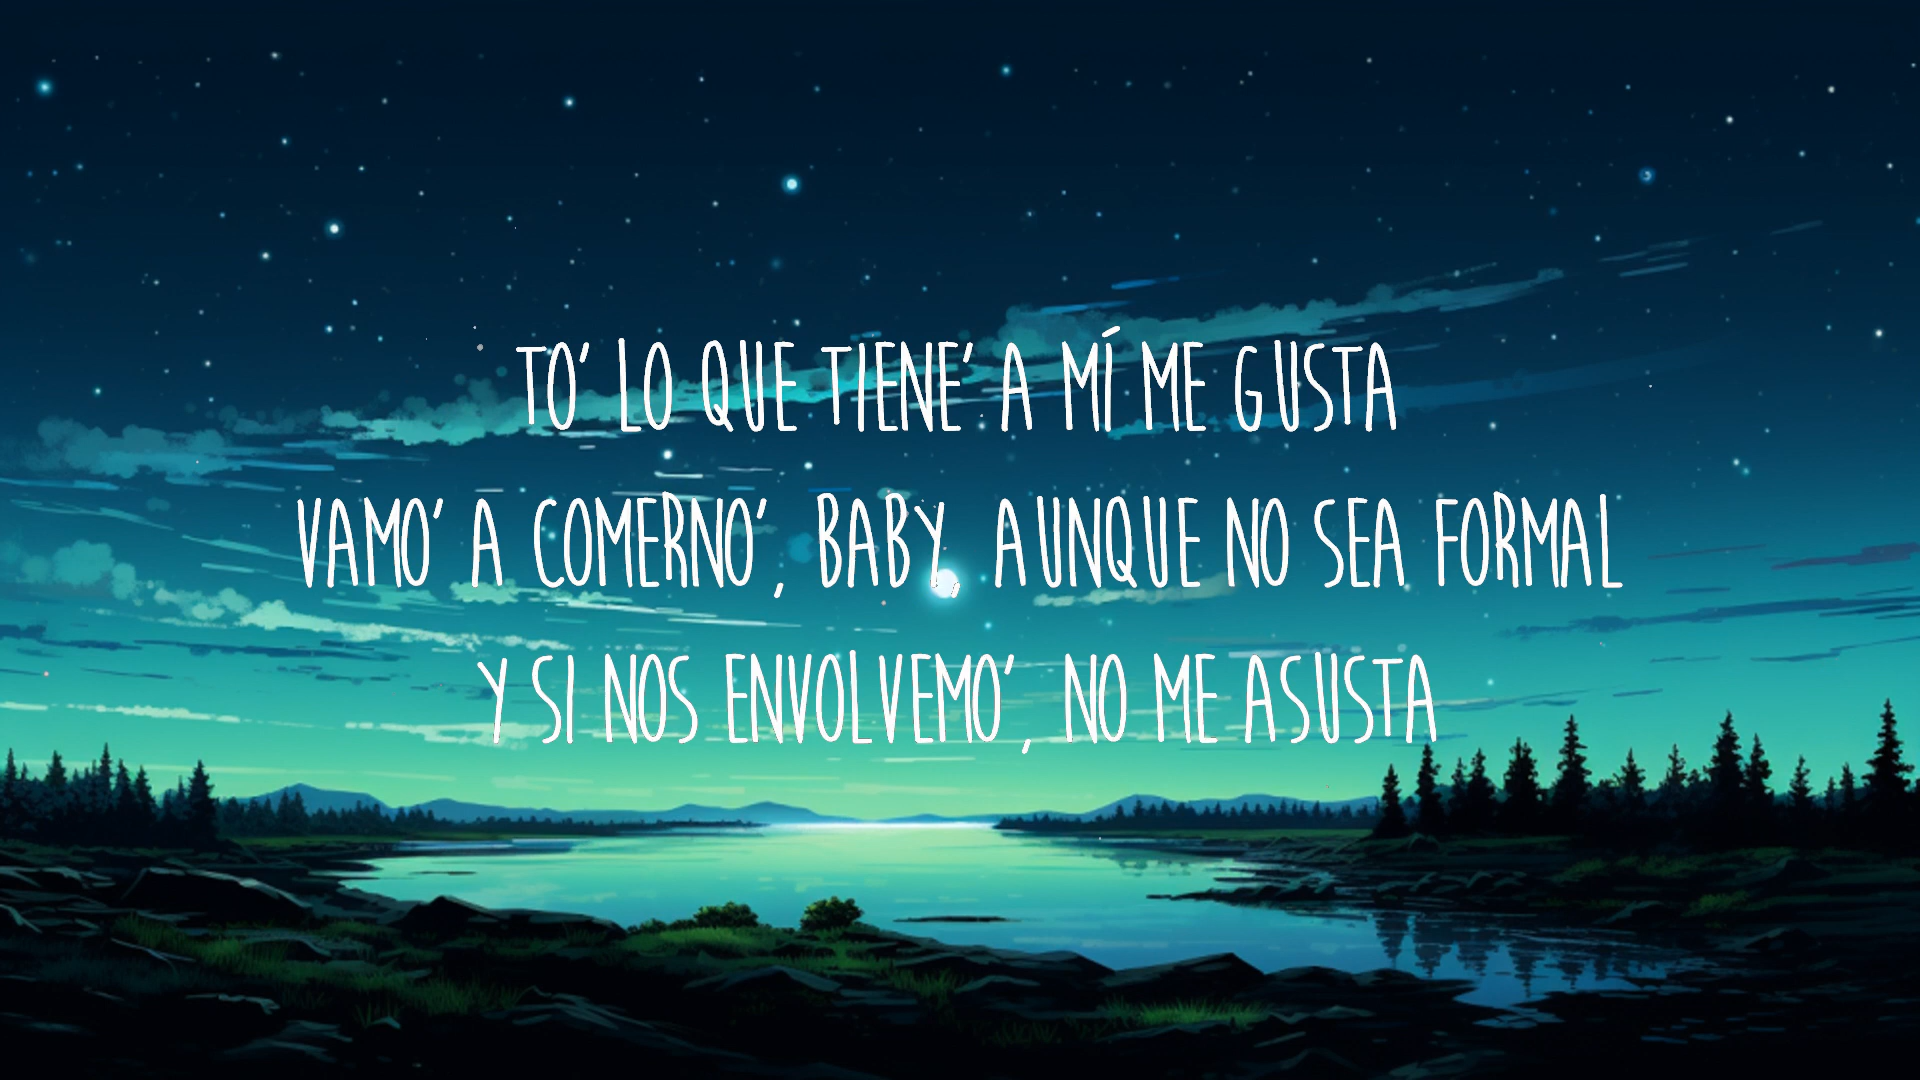 TO' LO QUE TIENE' A MÍ ME GUSTA
VAMO' A COMERNO', BABY, AUNQUE NO SEA FORMAL
Y SI NOS ENVOLVEMO', NO ME ASUSTA